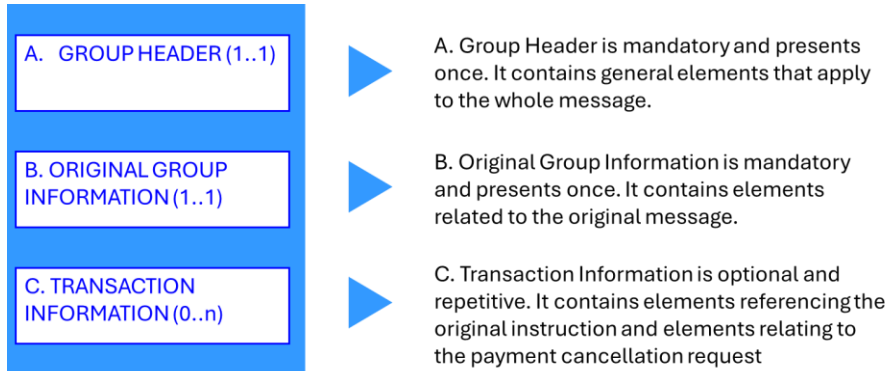 A. GROUP HEADER (1..1)
A. Group Header is mandatory and presents
once. It contains general elements that apply
to the whole message.
B. ORIGINAL GROUP
INFORMATION (1..1)
B. Original Group Information is mandatory
and presents once. It contains elements
related to the original message.
C. TRANSACTION
INFORMATION (0..n)
C. Transaction Information is optional and
repetitive. It contains elements referencing the
original instruction and elements relating to
the payment cancellation request